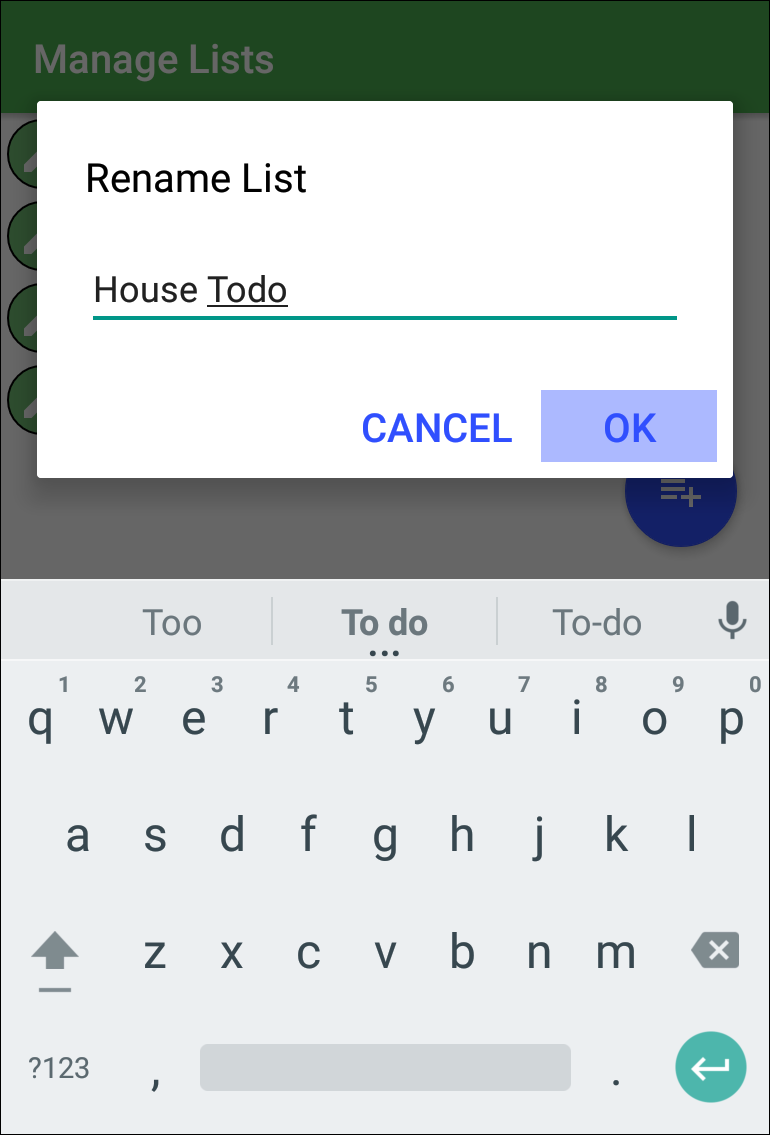 Manage Lists
Rename List
House Todo
CANCEL OK
Too To do To-do
1 2 3 4 5 6 7 8 9 0
q w e r t y u i o p
a s d f g h j k l
z x c v b n m
?123 , .